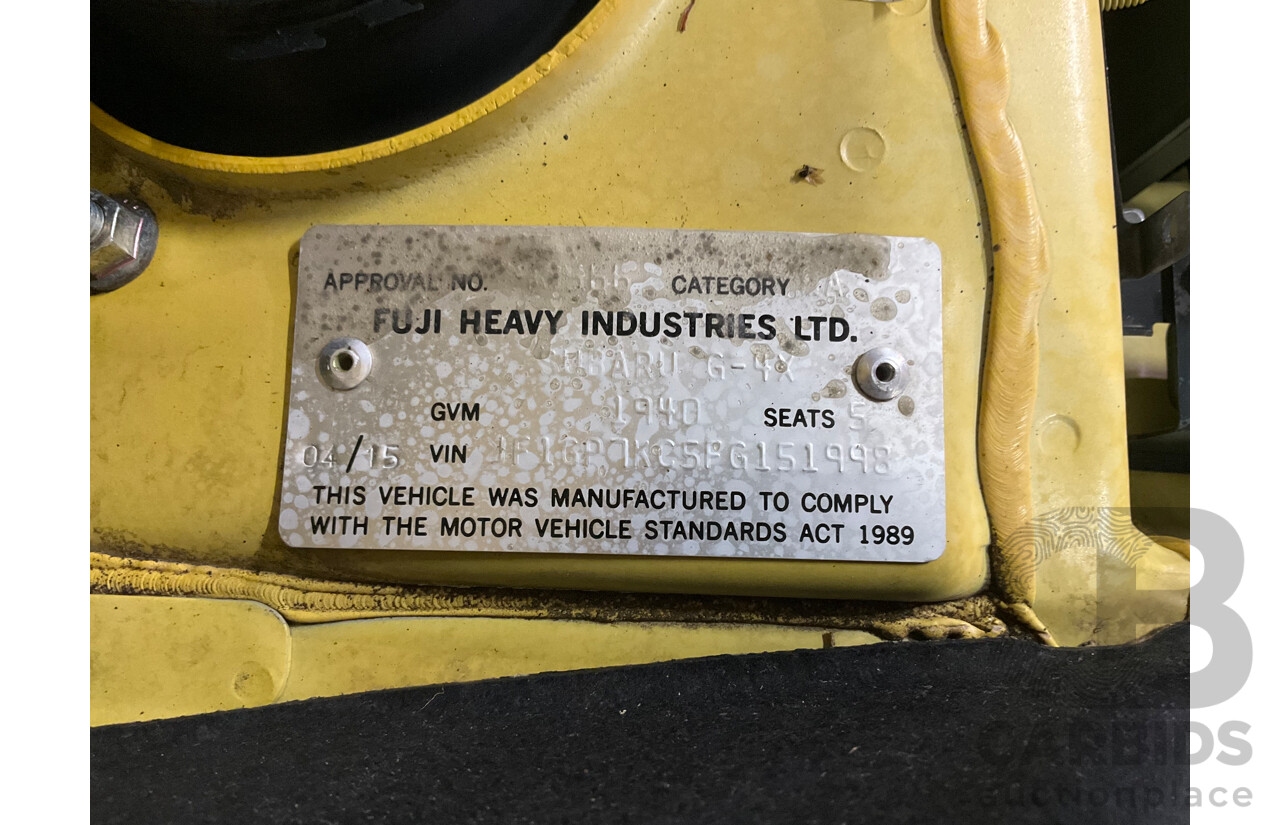 APPROVAL NO. CATEGORY A
FUJI HEAVY INDUSTRIES LTD.
SUBARU G-4X
GVM 1940 SEATS 5
04/15 VIN JF1GP7KC5FG151998
THIS VEHICLE WAS MANUFACTURED TO COMPLY
WITH THE MOTOR VEHICLE STANDARDS ACT 1989
CARBIDS
auctionplace